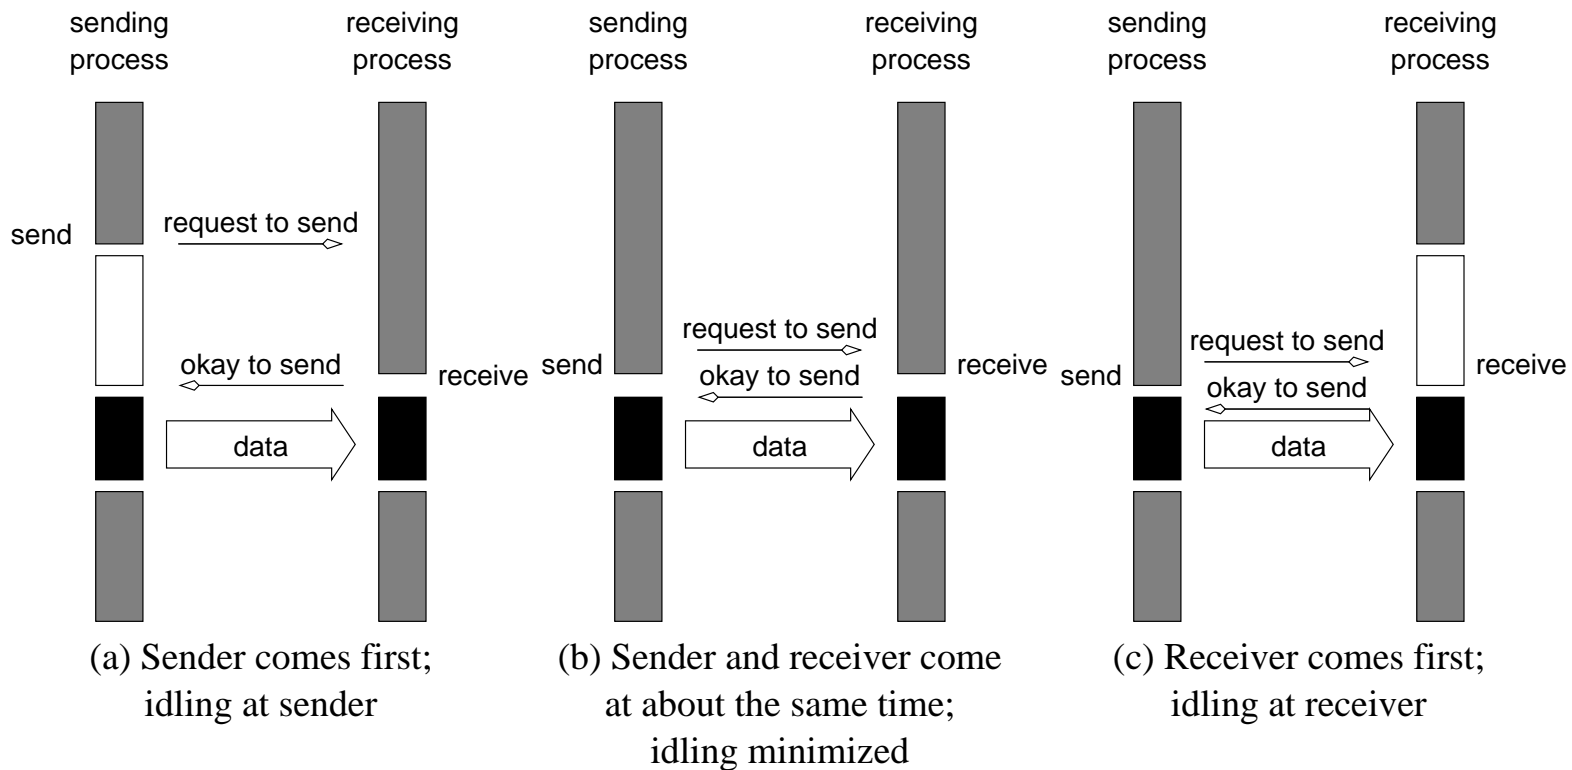 sending
process
receiving
process
send
request to send
okay to send
receive
data
(a) Sender comes first;
idling at sender
sending
process
receiving
process
request to send
send
okay to send
receive
data
(b) Sender and receiver come
at about the same time;
idling minimized
sending
process
receiving
process
request to send
send
okay to send
receive
data
(c) Receiver comes first;
idling at receiver